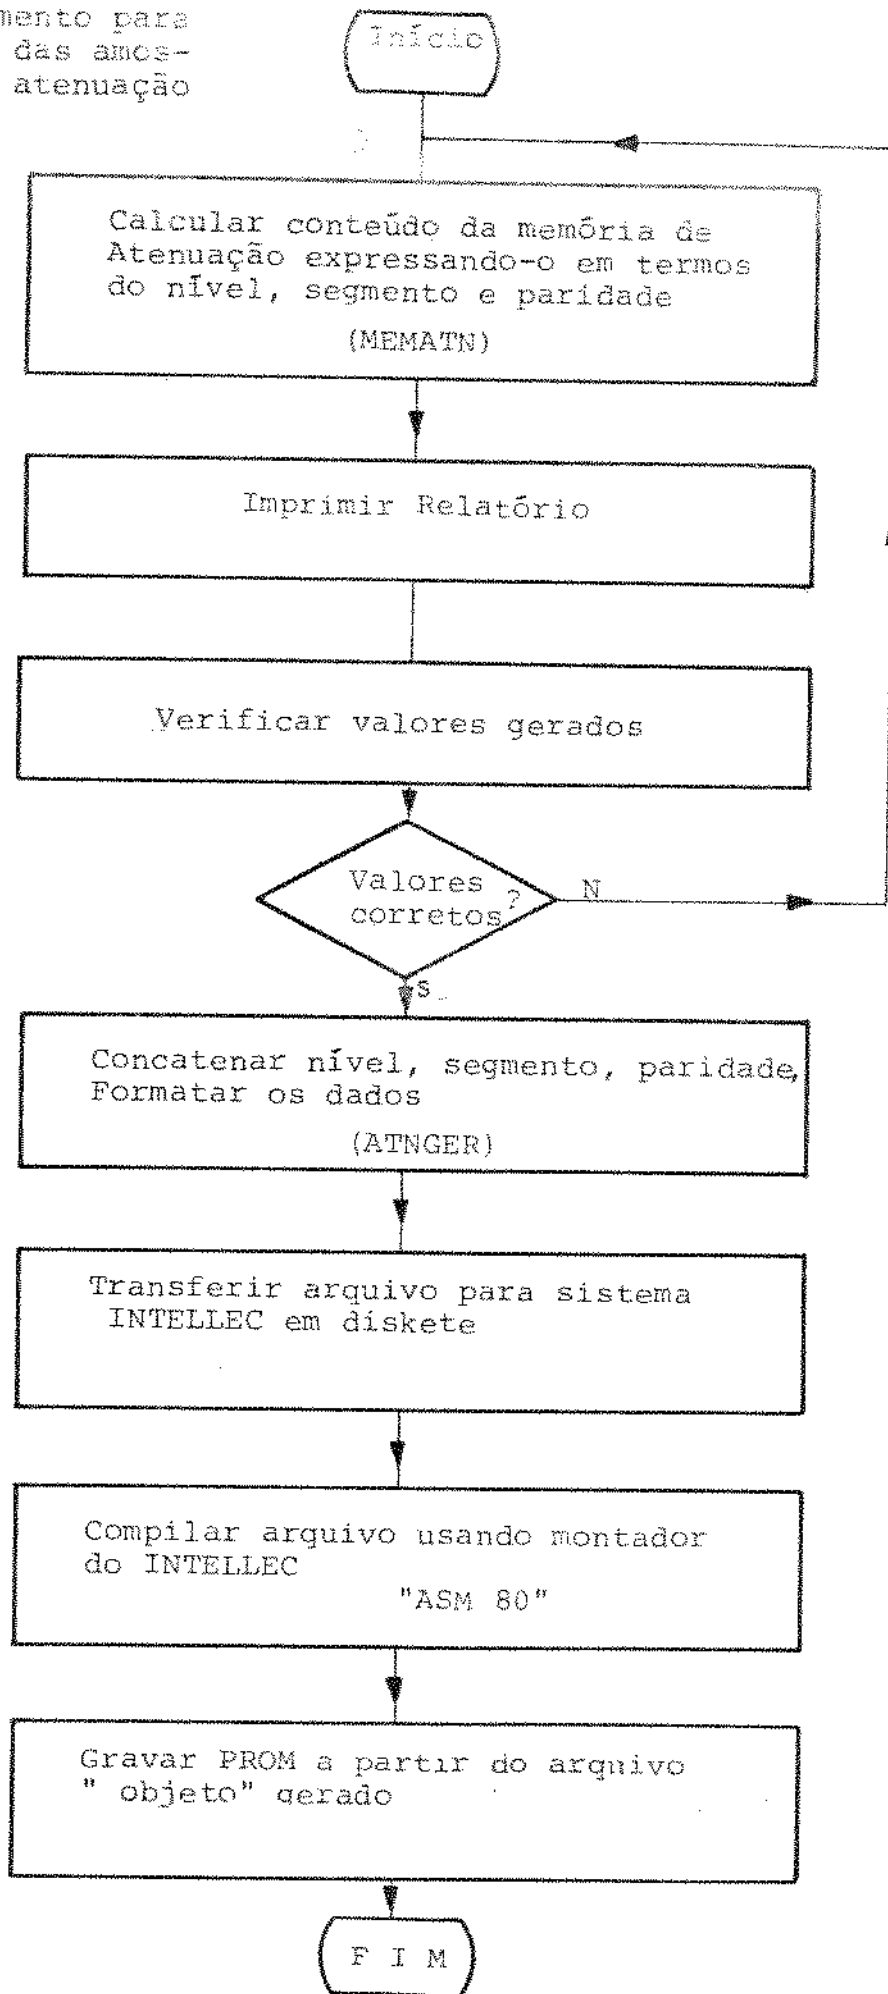 mento para
das amos-
atenuação
Início
Calcular conteúdo da memória de
Atenuação expressando-o em termos
do nível, segmento e paridade
(MEMATN)
Imprimir Relatório
Verificar valores gerados
Valores
corretos?
N
s
Concatenar nível, segmento, paridade,
Formatar os dados
(ATNGER)
Transferir arquivo para sistema
INTELLEC em diskete
Compilar arquivo usando montador
do INTELLEC
"ASM 80"
Gravar PROM a partir do arquivo
" objeto" gerado
F I M